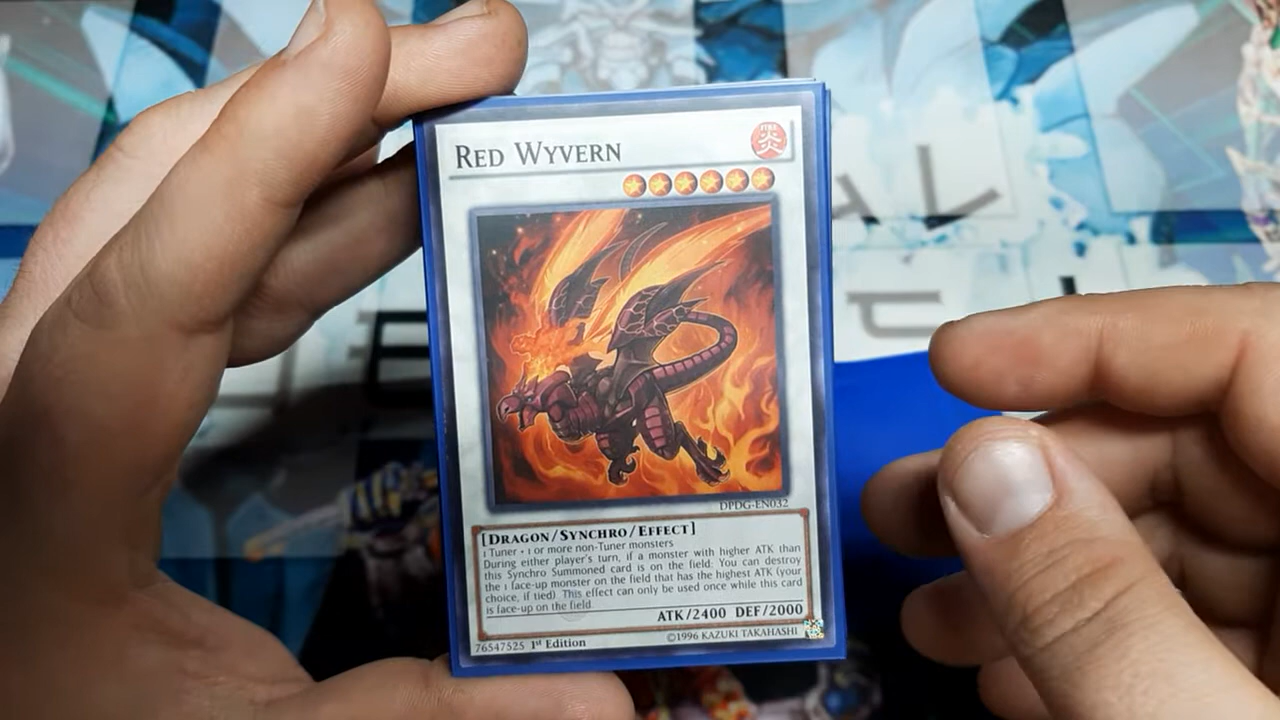 RED WYVERN
FIRE
炎
DPDG-EN032
[DRAGON/SYNCHRO/EFFECT]
1 Tuner + 1 or more non-Tuner monsters
During either player's turn, if a monster with higher ATK than
this Synchro Summoned card is on the field: You can destroy
the 1 face-up monster on the field that has the highest ATK (your
choice, if tied). This effect can only be used once while this card
is face-up on the field.
ATK/2400 DEF/2000
76547525 1st Edition ©1996 KAZUKI TAKAHASHI